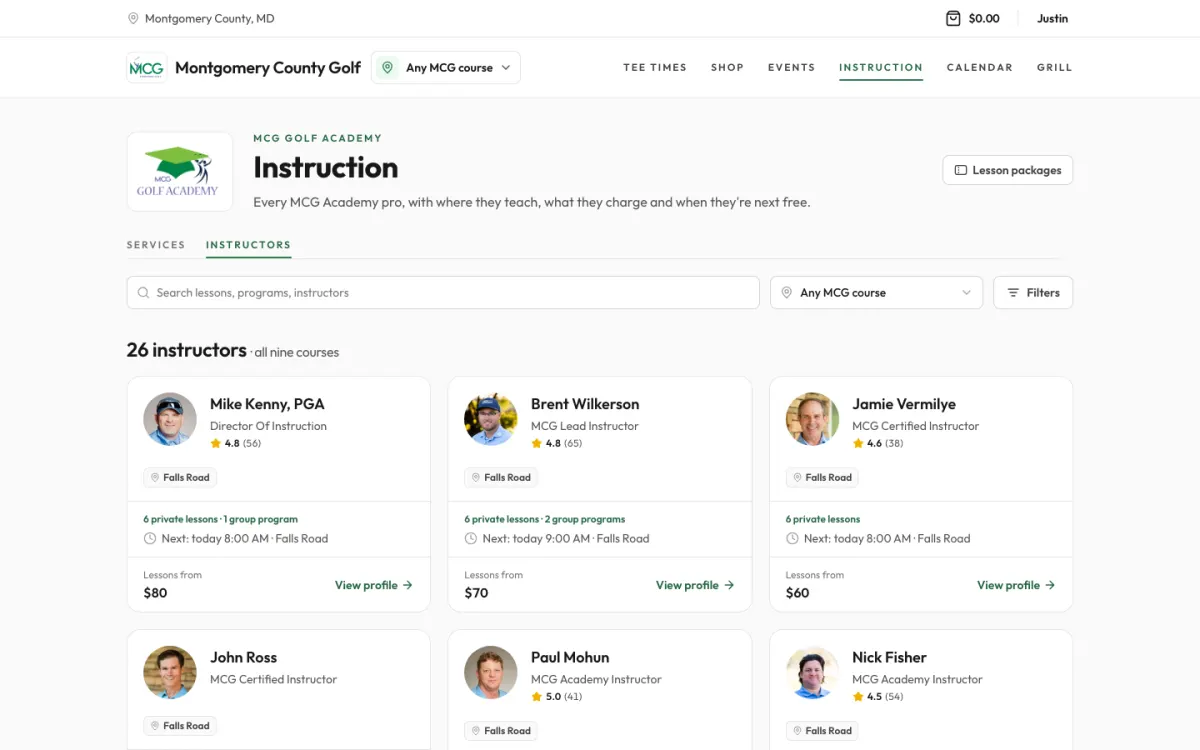 Montgomery County, MD
$0.00
Justin
MCG
Montgomery County Golf
Any MCG course
TEE TIMES
SHOP
EVENTS
INSTRUCTION
CALENDAR
GRILL
MCG
GOLF ACADEMY
MCG GOLF ACADEMY
Instruction
Every MCG Academy pro, with where they teach, what they charge and when they're next free.
Lesson packages
SERVICES
INSTRUCTORS
Search lessons, programs, instructors
Any MCG course
Filters
26 instructors · all nine courses
Mike Kenny, PGA
Director Of Instruction
4.8 (56)
Falls Road
6 private lessons · 1 group program
Next: today 8:00 AM · Falls Road
Lessons from
$80
View profile →
Brent Wilkerson
MCG Lead Instructor
4.8 (65)
Falls Road
6 private lessons · 2 group programs
Next: today 9:00 AM · Falls Road
Lessons from
$70
View profile →
Jamie Vermilye
MCG Certified Instructor
4.6 (38)
Falls Road
6 private lessons
Next: today 8:00 AM · Falls Road
Lessons from
$60
View profile →
John Ross
MCG Certified Instructor
Falls Road
Paul Mohun
MCG Academy Instructor
5.0 (41)
Falls Road
Nick Fisher
MCG Academy Instructor
4.5 (54)
Falls Road